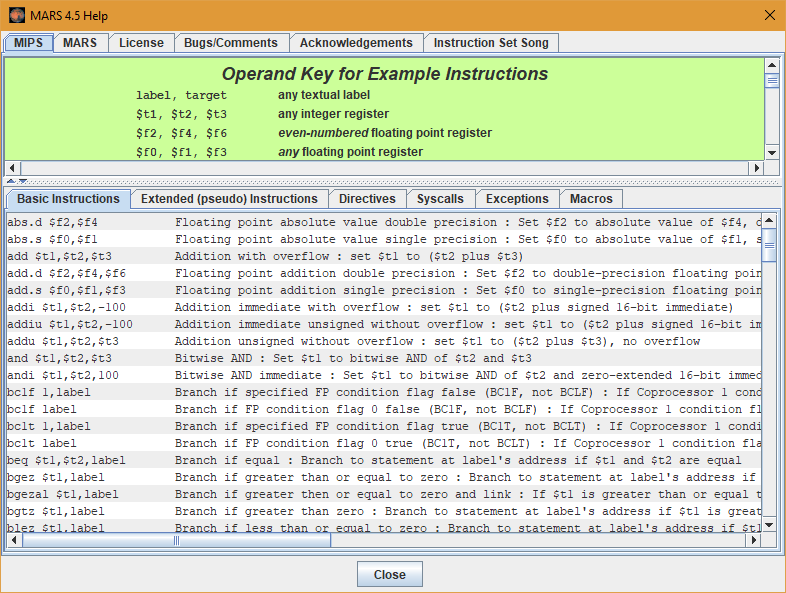 MARS 4.5 Help
MIPS MARS License Bugs/Comments Acknowledgements Instruction Set Song
Operand Key for Example Instructions
label, target any textual label
$t1, $t2, $t3 any integer register
$f2, $f4, $f6 even-numbered floating point register
$f0, $f1, $f3 any floating point register
Basic Instructions Extended (pseudo) Instructions Directives Syscalls Exceptions Macros
abs.d $f2,$f4 Floating point absolute value double precision : Set $f2 to absolute value of $f4, d
abs.s $f0,$f1 Floating point absolute value single precision : Set $f0 to absolute value of $f1, s
add $t1,$t2,$t3 Addition with overflow : set $t1 to ($t2 plus $t3)
add.d $f2,$f4,$f6 Floating point addition double precision : Set $f2 to double-precision floating poin
add.s $f0,$f1,$f3 Floating point addition single precision : Set $f0 to single-precision floating poin
addi $t1,$t2,-100 Addition immediate with overflow : set $t1 to ($t2 plus signed 16-bit immediate)
addiu $t1,$t2,-100 Addition immediate unsigned without overflow : set $t1 to ($t2 plus signed 16-bit im
addu $t1,$t2,$t3 Addition unsigned without overflow : set $t1 to ($t2 plus $t3), no overflow
and $t1,$t2,$t3 Bitwise AND : Set $t1 to bitwise AND of $t2 and $t3
andi $t1,$t2,100 Bitwise AND immediate : Set $t1 to bitwise AND of $t2 and zero-extended 16-bit immed
bc1f 1,label Branch if specified FP condition flag false (BC1F, not BCLF) : If Coprocessor 1 cond
bc1f label Branch if FP condition flag 0 false (BC1F, not BCLF) : If Coprocessor 1 condition fl
bc1t 1,label Branch if specified FP condition flag true (BC1T, not BCLT) : If Coprocessor 1 condi
bc1t label Branch if FP condition flag 0 true (BC1T, not BCLT) : If Coprocessor 1 condition fla
beq $t1,$t2,label Branch if equal : Branch to statement at label's address if $t1 and $t2 are equal
bgez $t1,label Branch if greater than or equal to zero : Branch to statement at label's address if
bgezal $t1,label Branch if greater then or equal to zero and link : If $t1 is greater than or equal t
bgtz $t1,label Branch if greater than zero : Branch to statement at label's address if $t1 is great
blez $t1,label Branch if less than or equal to zero : Branch to statement at label's address if $t1
Close